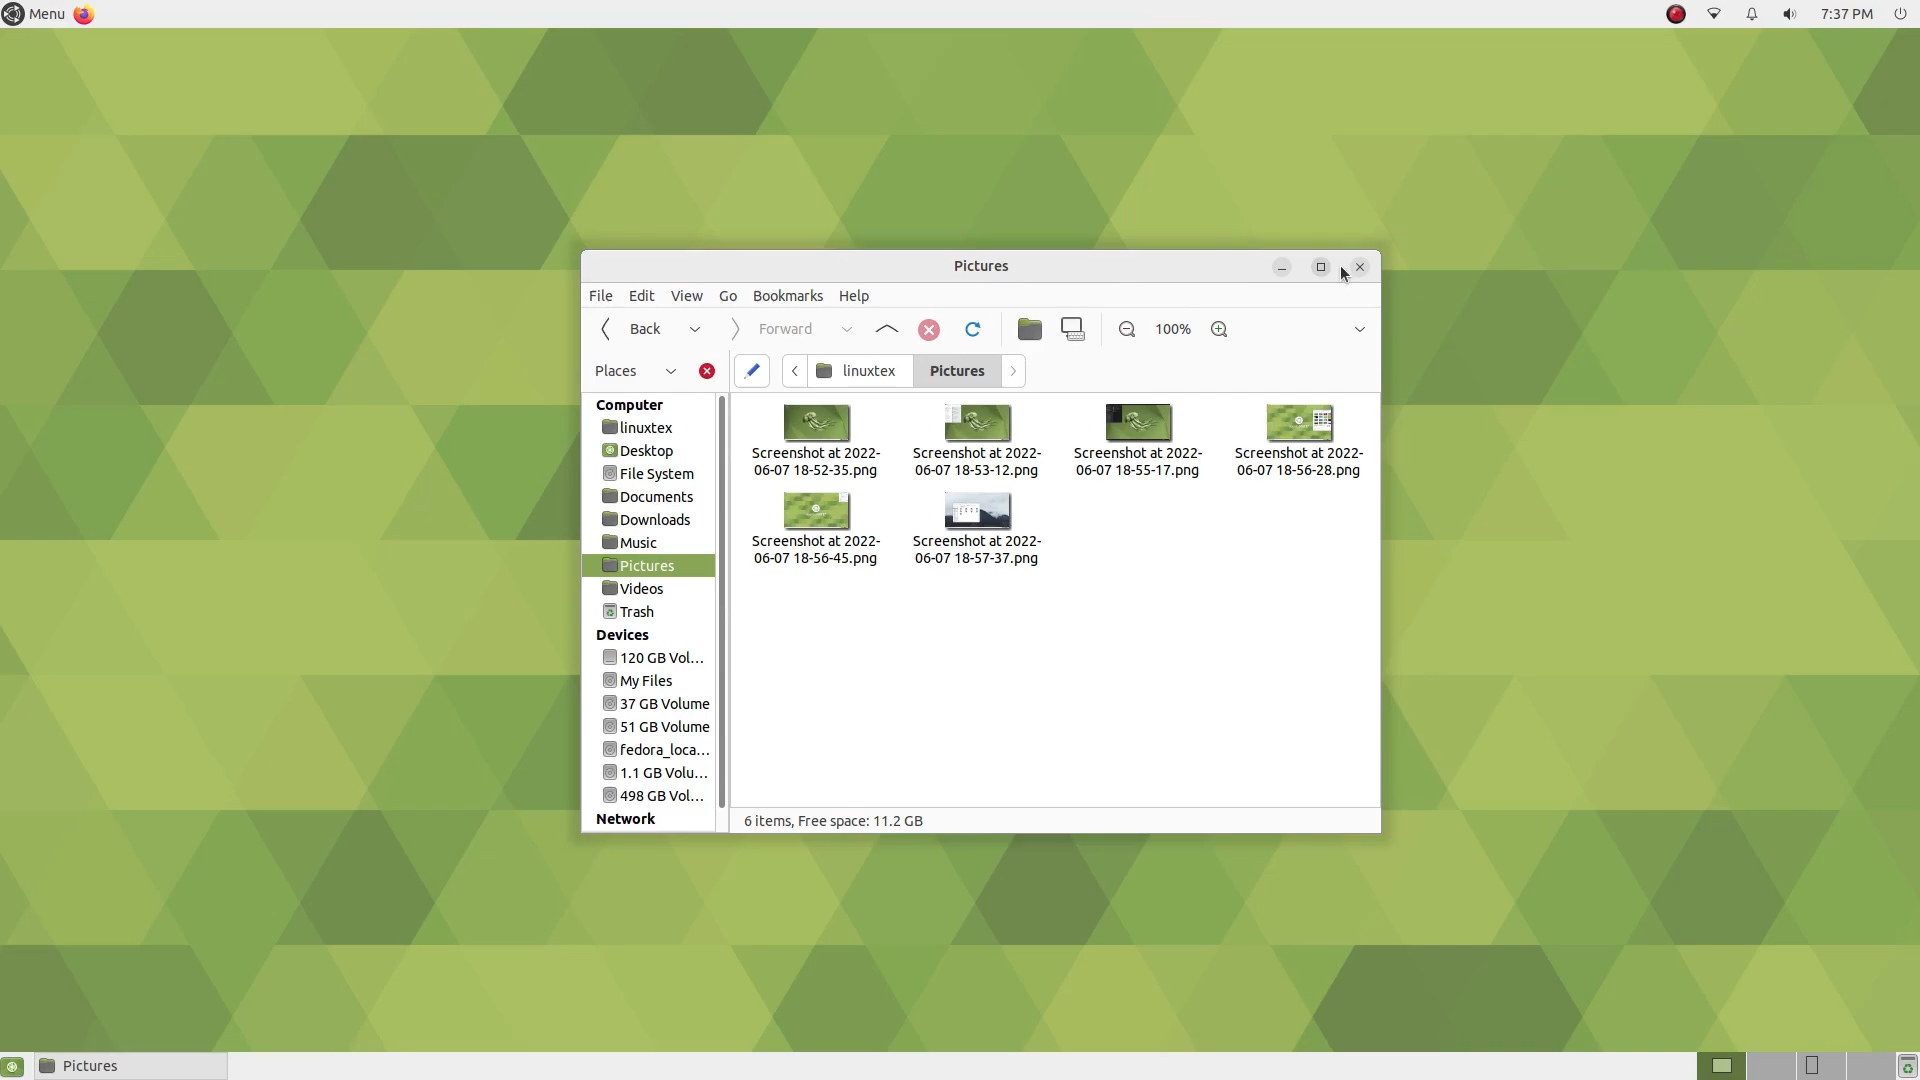 Menu
7:37 PM
Pictures
File Edit View Go Bookmarks Help
Back Forward 100%
Places linuxtex Pictures
Computer
linuxtex
Desktop
File System
Documents
Downloads
Music
Pictures
Videos
Trash
Devices
120 GB Vol...
My Files
37 GB Volume
51 GB Volume
fedora_loca...
1.1 GB Volu...
498 GB Vol...
Network
Screenshot at 2022-
06-07 18-52-35.png
Screenshot at 2022-
06-07 18-53-12.png
Screenshot at 2022-
06-07 18-55-17.png
Screenshot at 2022-
06-07 18-56-28.png
Screenshot at 2022-
06-07 18-56-45.png
Screenshot at 2022-
06-07 18-57-37.png
6 items, Free space: 11.2 GB
Pictures